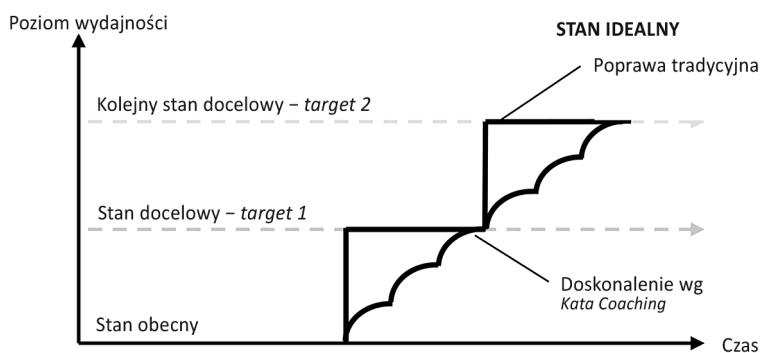 Poziom wydajności
STAN IDEALNY
Poprawa tradycyjna
Kolejny stan docelowy – target 2
Stan docelowy – target 1
Doskonalenie wg
Kata Coaching
Stan obecny
Czas